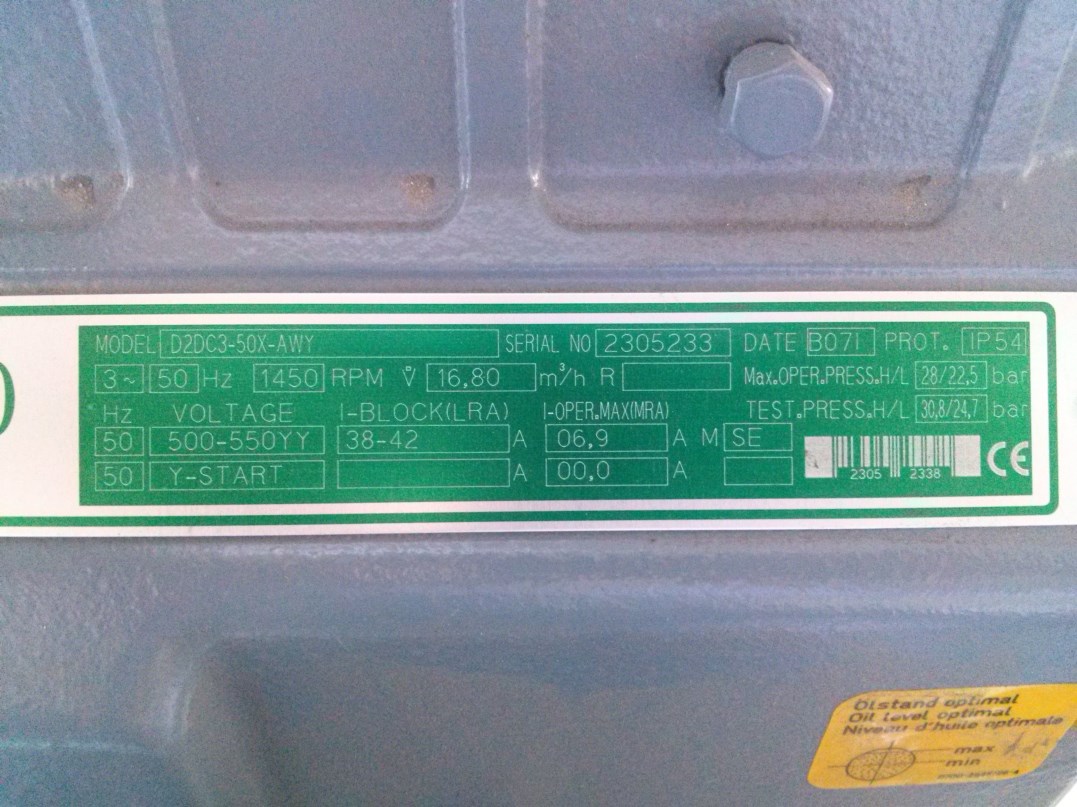 MODEL D2DC3-50X-AWY SERIAL NO 2305233 DATE B07I PROT. IP54
3~ 50 Hz 1450 RPM V̇ 16,80 m³/h R Max.OPER.PRESS.H/L 28/22,5 bar
Hz VOLTAGE I-BLOCK(LRA) I-OPER.MAX(MRA) TEST.PRESS.H/L 30,8/24,7 bar
50 500-550YY 38-42 A 06,9 A M SE
50 Y-START A 00,0 A
2305 2338 CE
Ölstand optimal
Oil level optimal
Niveau d'huile optimale
max
min